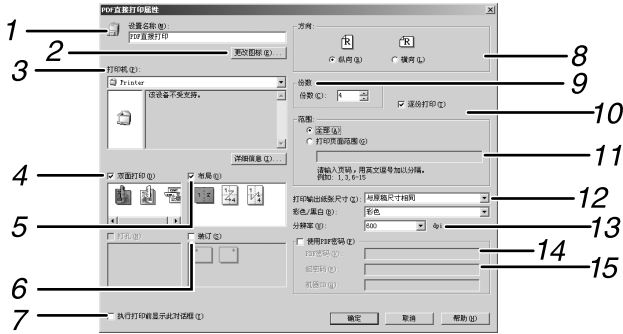 PDF直接打印属性
1
设置名称(N):
PDF直接打印
2
更改图标(E)...
3
打印机(P):
Printer
该设备不受支持。
详细信息(I)...
4
双面打印(D)
布局(L)
5
打孔(H)
装订(S)
6
7
执行打印前显示此对话框(T)
方向:
R
R
纵向(R)
横向(L)
8
9
份数:
份数(C):
4
逐份打印(T)
10
范围:
全部(A)
打印页面范围(G)
11
请输入页码，用英文逗号加以分隔。
例如: 1,3,6-15
打印输出纸张尺寸(Z):
与原稿尺寸相同
12
彩色/黑白(B):
彩色
分辨率(U):
600
dpi
13
使用PDF密码(F)
PDF密码(V):
14
组密码(W):
15
机器ID(M)
确定
取消
帮助(H)